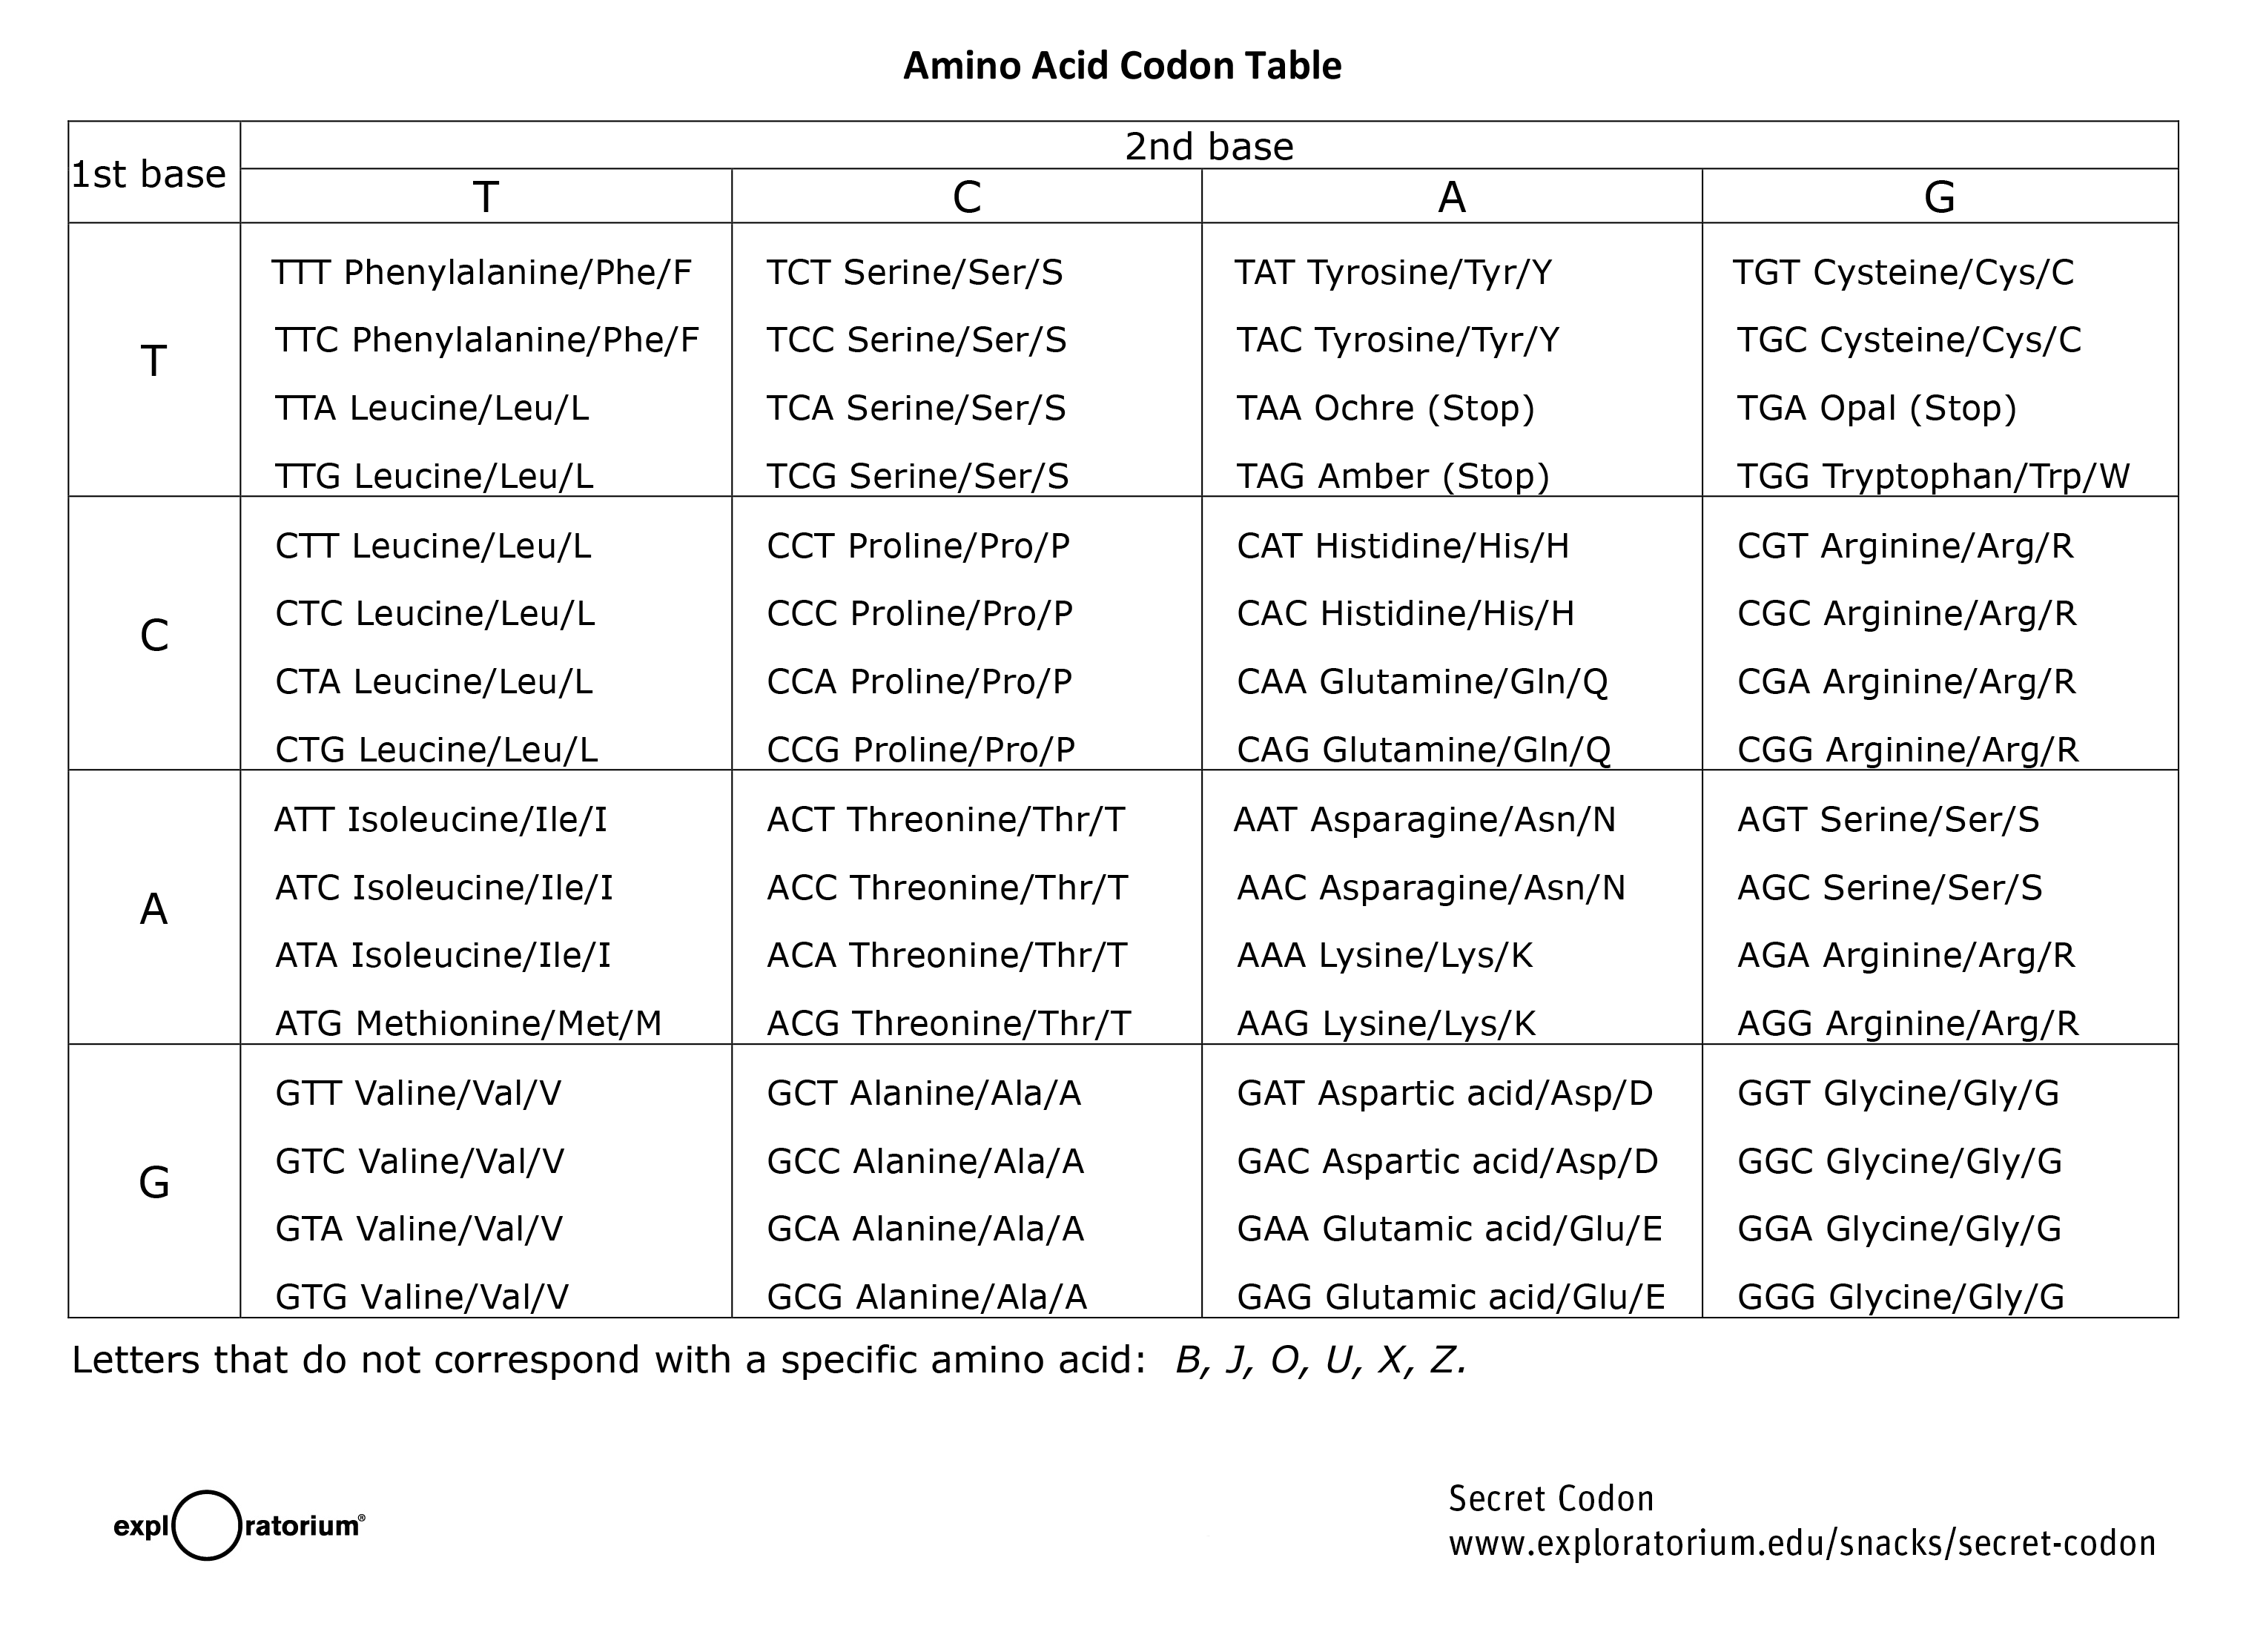 Amino Acid Codon Table
1st base
2nd base
T C A G
T
TTT Phenylalanine/Phe/F TCT Serine/Ser/S TAT Tyrosine/Tyr/Y TGT Cysteine/Cys/C
TTC Phenylalanine/Phe/F TCC Serine/Ser/S TAC Tyrosine/Tyr/Y TGC Cysteine/Cys/C
TTA Leucine/Leu/L TCA Serine/Ser/S TAA Ochre (Stop) TGA Opal (Stop)
TTG Leucine/Leu/L TCG Serine/Ser/S TAG Amber (Stop) TGG Tryptophan/Trp/W
C
CTT Leucine/Leu/L CCT Proline/Pro/P CAT Histidine/His/H CGT Arginine/Arg/R
CTC Leucine/Leu/L CCC Proline/Pro/P CAC Histidine/His/H CGC Arginine/Arg/R
CTA Leucine/Leu/L CCA Proline/Pro/P CAA Glutamine/Gln/Q CGA Arginine/Arg/R
CTG Leucine/Leu/L CCG Proline/Pro/P CAG Glutamine/Gln/Q CGG Arginine/Arg/R
A
ATT Isoleucine/Ile/I ACT Threonine/Thr/T AAT Asparagine/Asn/N AGT Serine/Ser/S
ATC Isoleucine/Ile/I ACC Threonine/Thr/T AAC Asparagine/Asn/N AGC Serine/Ser/S
ATA Isoleucine/Ile/I ACA Threonine/Thr/T AAA Lysine/Lys/K AGA Arginine/Arg/R
ATG Methionine/Met/M ACG Threonine/Thr/T AAG Lysine/Lys/K AGG Arginine/Arg/R
G
GTT Valine/Val/V GCT Alanine/Ala/A GAT Aspartic acid/Asp/D GGT Glycine/Gly/G
GTC Valine/Val/V GCC Alanine/Ala/A GAC Aspartic acid/Asp/D GGC Glycine/Gly/G
GTA Valine/Val/V GCA Alanine/Ala/A GAA Glutamic acid/Glu/E GGA Glycine/Gly/G
GTG Valine/Val/V GCG Alanine/Ala/A GAG Glutamic acid/Glu/E GGG Glycine/Gly/G
Letters that do not correspond with a specific amino acid: B, J, O, U, X, Z.
expl○ratorium®
Secret Codon
www.exploratorium.edu/snacks/secret-codon